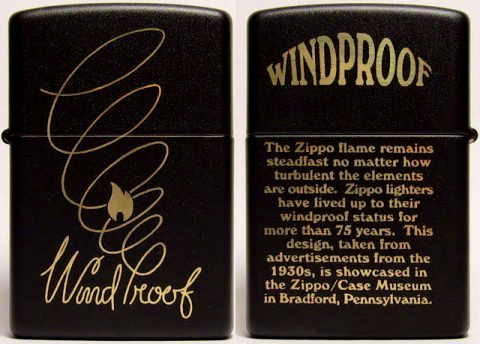 Wind Proof
WINDPROOF
The Zippo flame remains
steadfast no matter how
turbulent the elements
are outside. Zippo lighters
have lived up to their
windproof status for
more than 75 years. This
design, taken from
advertisements from the
1930s, is showcased in
the Zippo/Case Museum
in Bradford, Pennsylvania.